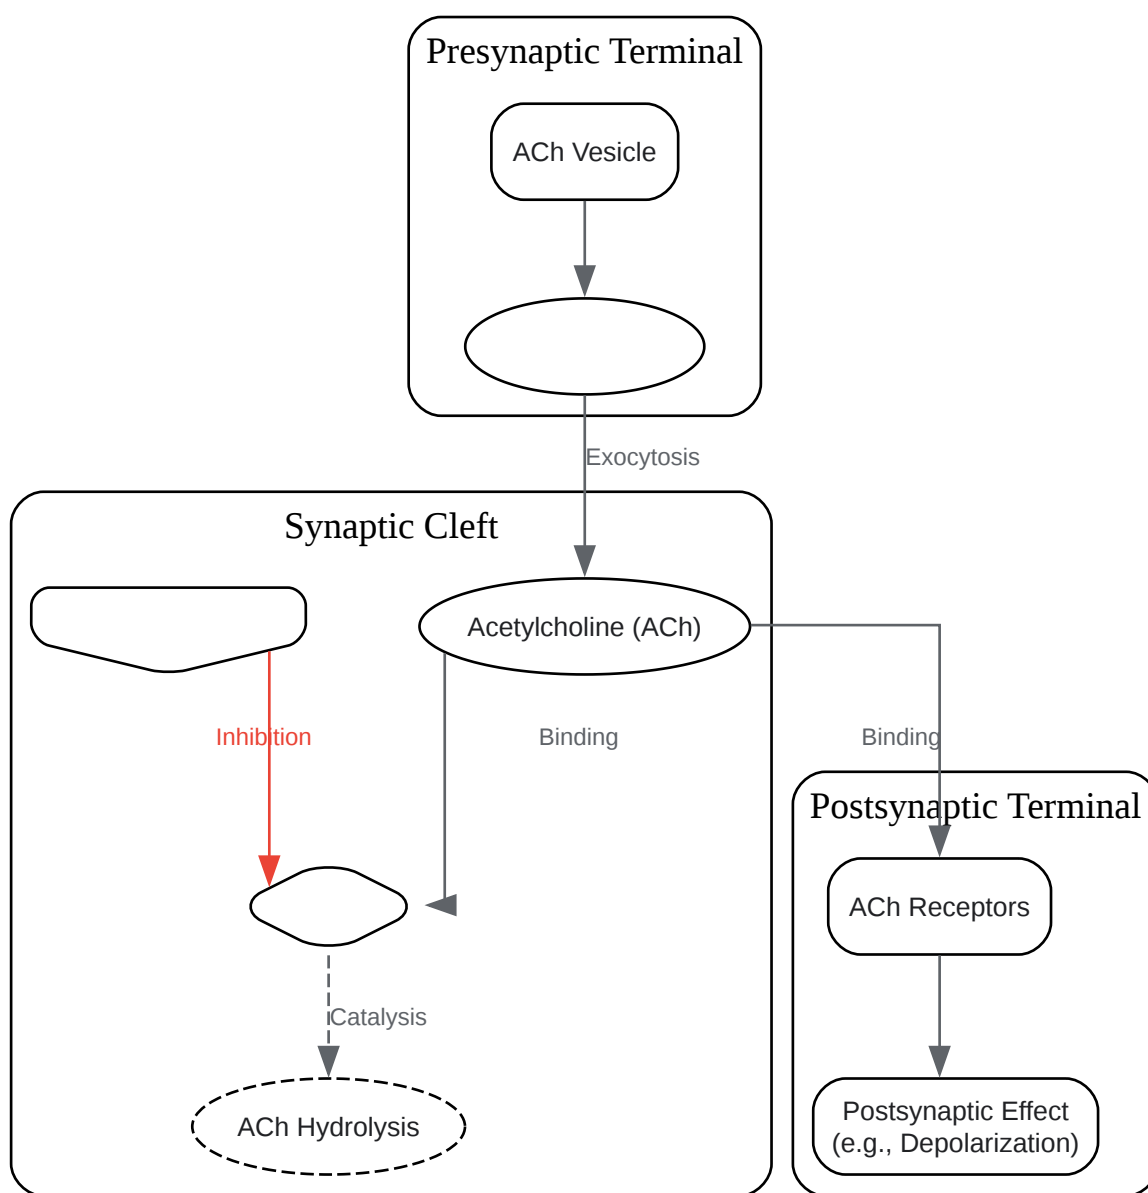 Presynaptic Terminal
ACh Vesicle
Exocytosis
Synaptic Cleft
Acetylcholine (ACh)
Inhibition
Binding
Binding
Postsynaptic Terminal
ACh Receptors
Catalysis
ACh Hydrolysis
Postsynaptic Effect
(e.g., Depolarization)